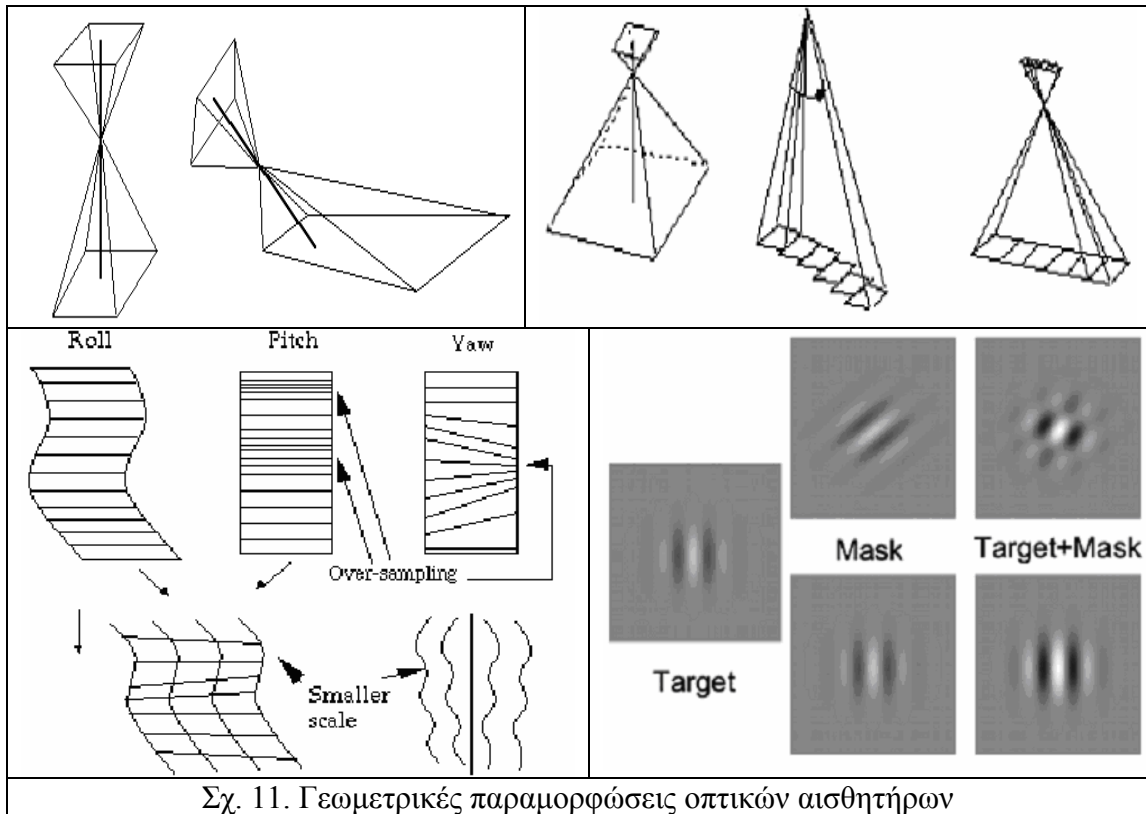 Roll Pitch Yaw
Over-sampling
Smaller
scale
Mask Target+Mask
Target
Σχ. 11. Γεωμετρικές παραμορφώσεις οπτικών αισθητήρων